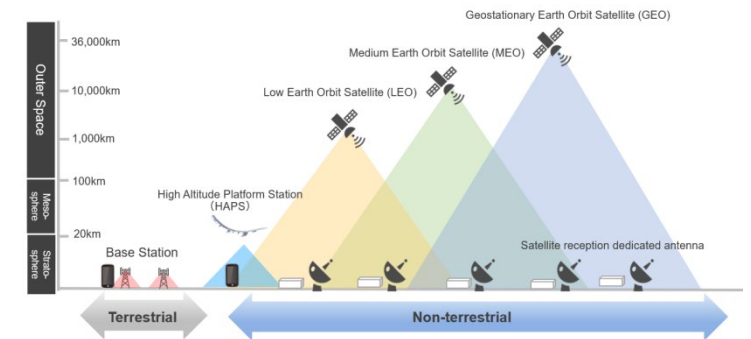 Geostationary Earth Orbit Satellite (GEO)
36,000km
Medium Earth Orbit Satellite (MEO)
Outer Space
10,000km
Low Earth Orbit Satellite (LEO)
1,000km
100km
Meso-
sphere
High Altitude Platform Station
(HAPS)
20km
Base Station
Satellite reception dedicated antenna
Strato-
sphere
Terrestrial
Non-terrestrial